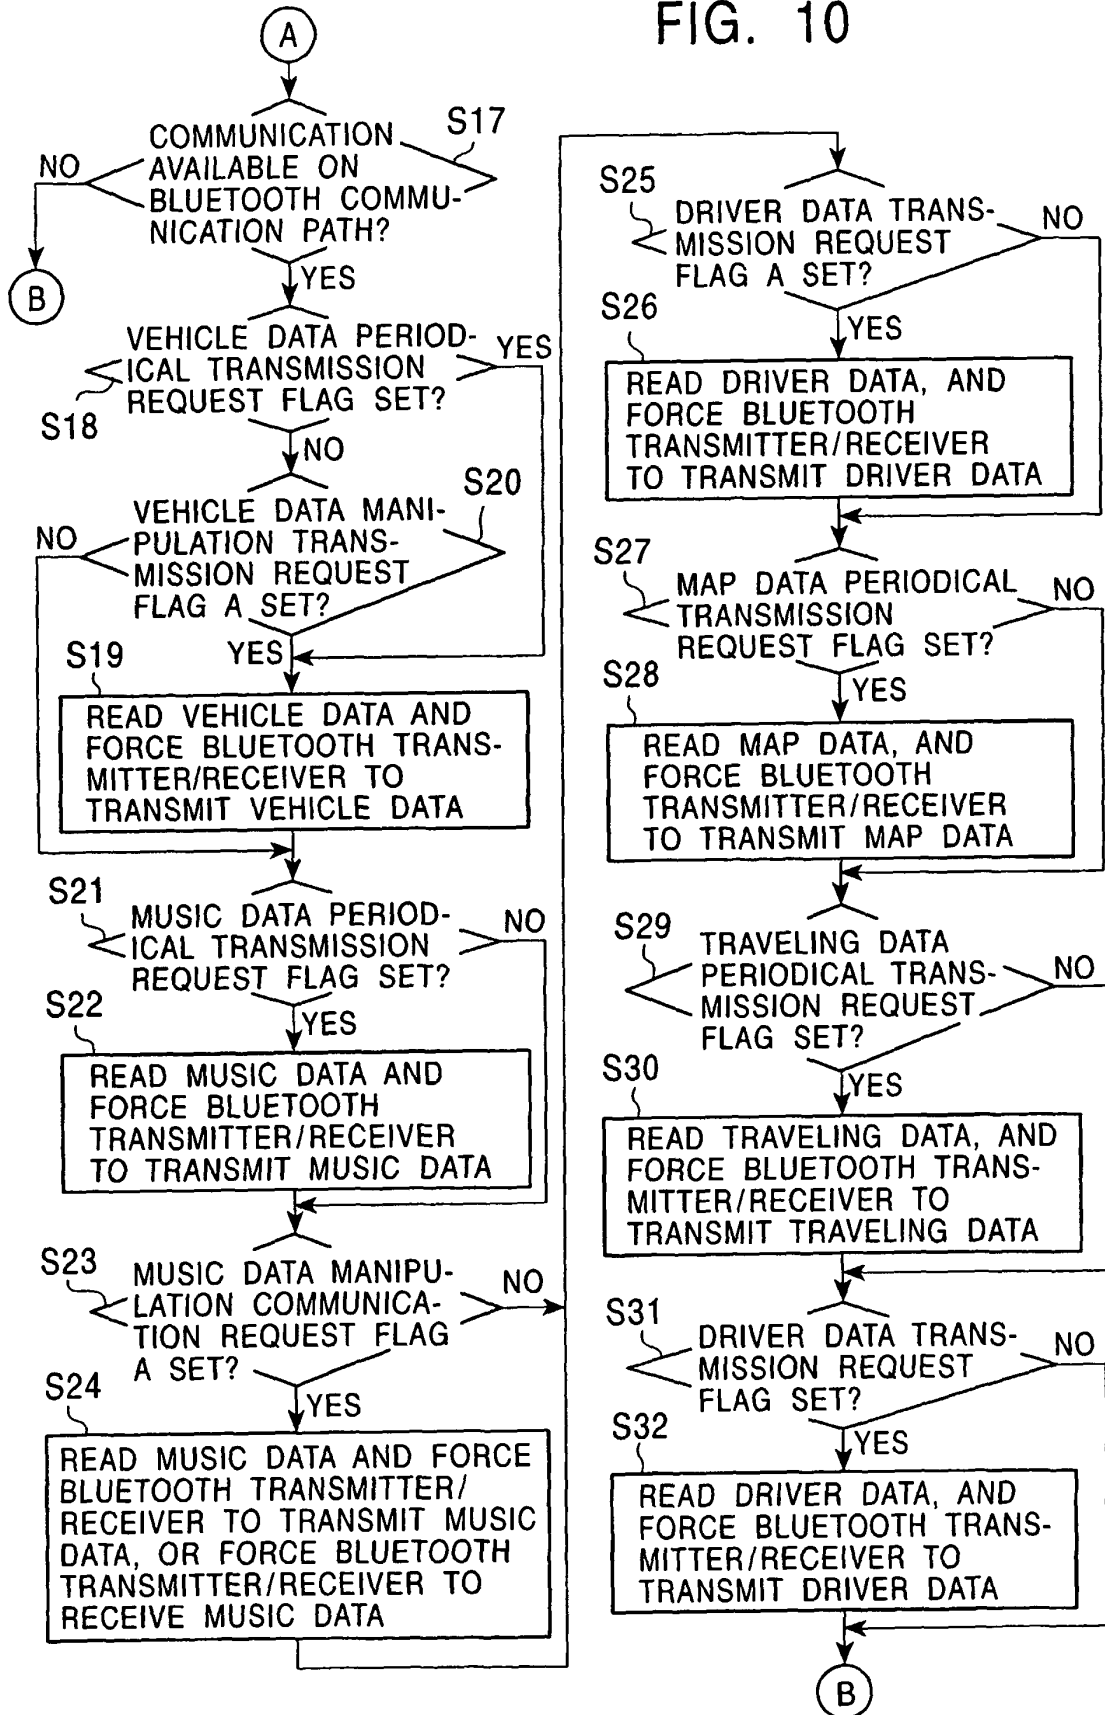 FIG. 10
A
COMMUNICATION
AVAILABLE ON
BLUETOOTH COMMU-
NICATION PATH?
S17
NO
B
YES
VEHICLE DATA PERIOD-
ICAL TRANSMISSION
REQUEST FLAG SET?
YES
S18
NO
VEHICLE DATA MANI-
PULATION TRANS-
MISSION REQUEST
FLAG A SET?
S20
NO
YES
S19
READ VEHICLE DATA AND
FORCE BLUETOOTH TRANS-
MITTER/RECEIVER TO
TRANSMIT VEHICLE DATA
S21
MUSIC DATA PERIOD-
ICAL TRANSMISSION
REQUEST FLAG SET?
NO
YES
S22
READ MUSIC DATA AND
FORCE BLUETOOTH
TRANSMITTER/RECEIVER
TO TRANSMIT MUSIC DATA
S23
MUSIC DATA MANIPU-
LATION COMMUNICA-
TION REQUEST FLAG
A SET?
NO
YES
S24
READ MUSIC DATA AND FORCE
BLUETOOTH TRANSMITTER/
RECEIVER TO TRANSMIT MUSIC
DATA, OR FORCE BLUETOOTH
TRANSMITTER/RECEIVER TO
RECEIVE MUSIC DATA
S25
DRIVER DATA TRANS-
MISSION REQUEST
FLAG A SET?
NO
YES
S26
READ DRIVER DATA, AND
FORCE BLUETOOTH
TRANSMITTER/RECEIVER
TO TRANSMIT DRIVER DATA
S27
MAP DATA PERIODICAL
TRANSMISSION
REQUEST FLAG SET?
NO
YES
S28
READ MAP DATA, AND
FORCE BLUETOOTH
TRANSMITTER/RECEIVER
TO TRANSMIT MAP DATA
S29
TRAVELING DATA
PERIODICAL TRANS-
MISSION REQUEST
FLAG SET?
NO
YES
S30
READ TRAVELING DATA, AND
FORCE BLUETOOTH TRANS-
MITTER/RECEIVER TO
TRANSMIT TRAVELING DATA
S31
DRIVER DATA TRANS-
MISSION REQUEST
FLAG SET?
NO
YES
S32
READ DRIVER DATA, AND
FORCE BLUETOOTH TRANS-
MITTER/RECEIVER TO
TRANSMIT DRIVER DATA
B